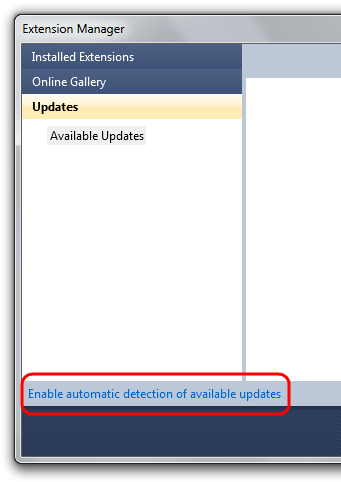 Extension Manager
Installed Extensions
Online Gallery
Updates
Available Updates
Enable automatic detection of available updates